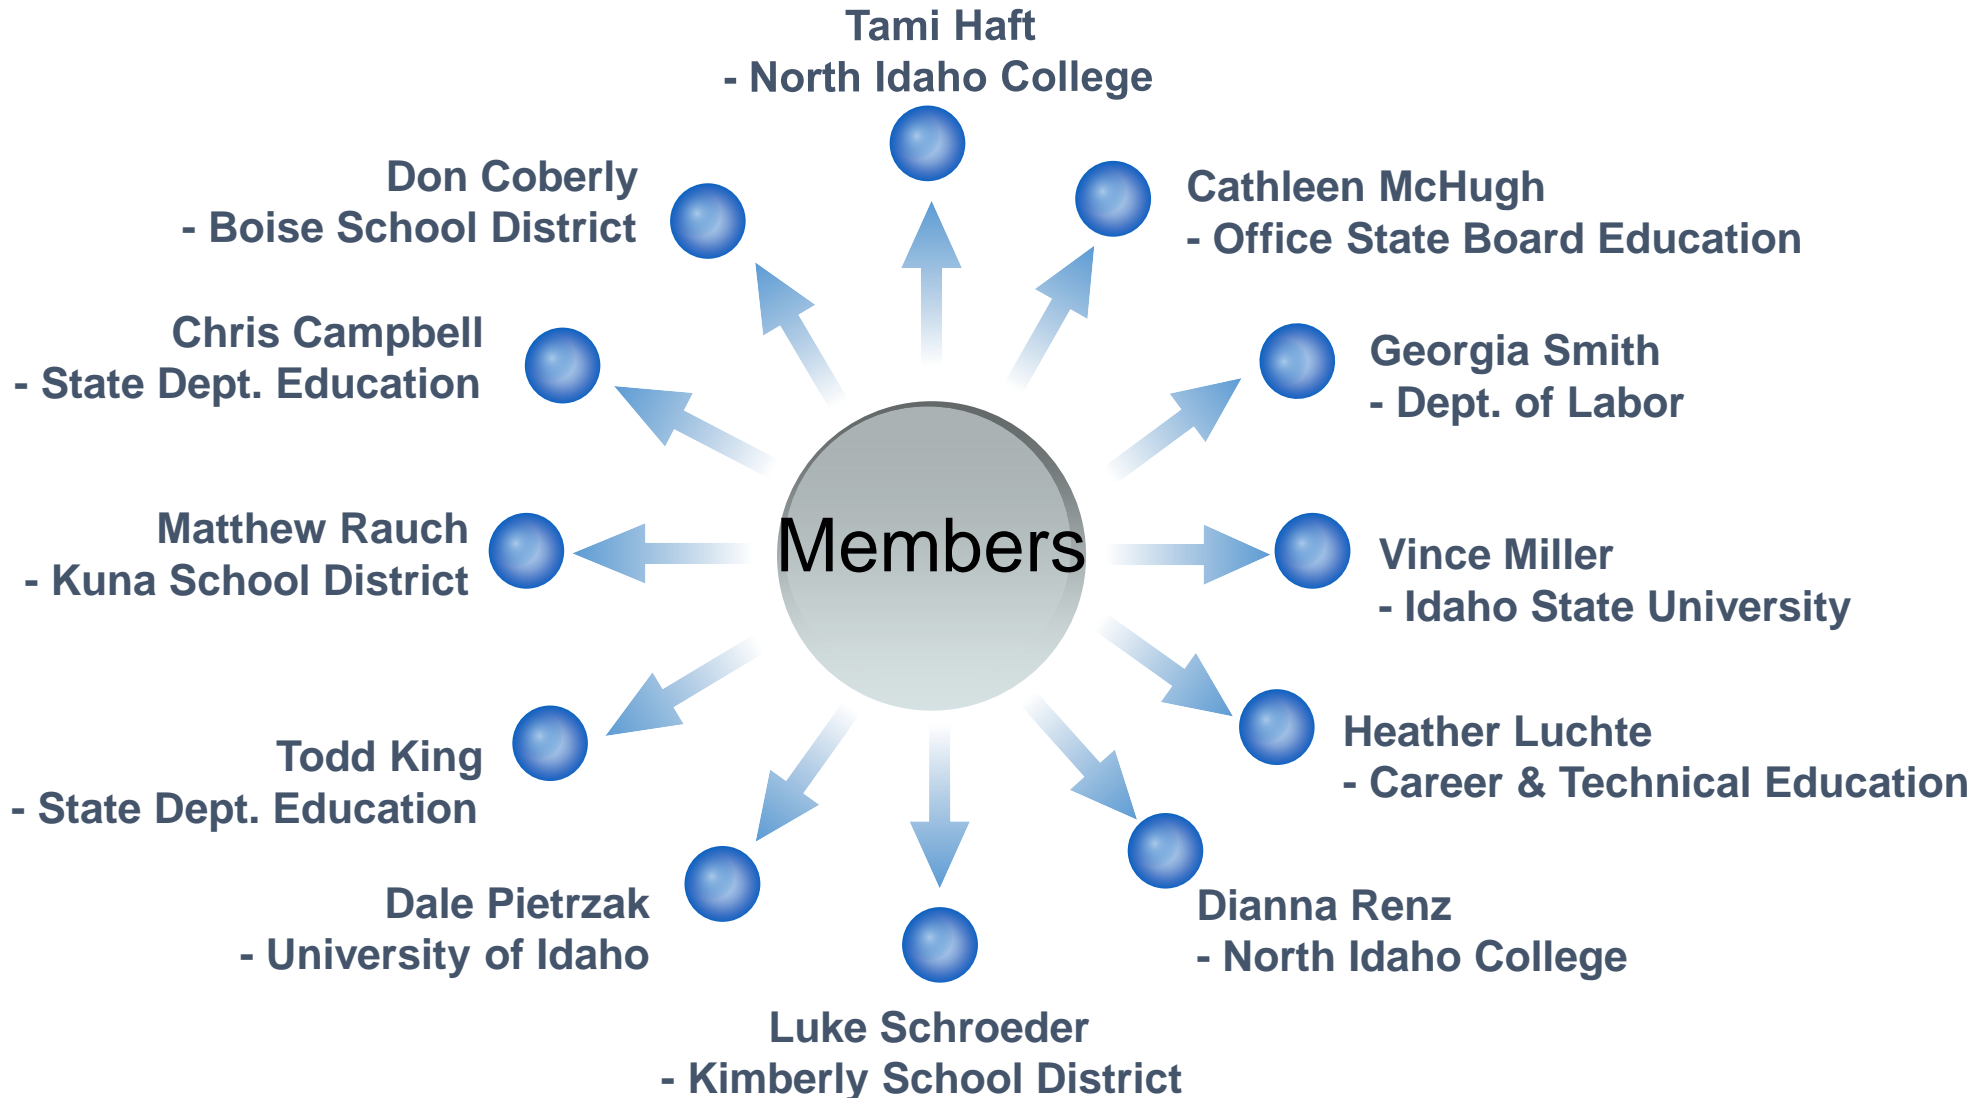 Tami Haft
- North Idaho College
Don Coberly
- Boise School District
Cathleen McHugh
- Office State Board Education
Chris Campbell
- State Dept. Education
Georgia Smith
- Dept. of Labor
Matthew Rauch
- Kuna School District
Members
Vince Miller
- Idaho State University
Todd King
- State Dept. Education
Heather Luchte
- Career & Technical Education
Dale Pietrzak
- University of Idaho
Dianna Renz
- North Idaho College
Luke Schroeder
- Kimberly School District